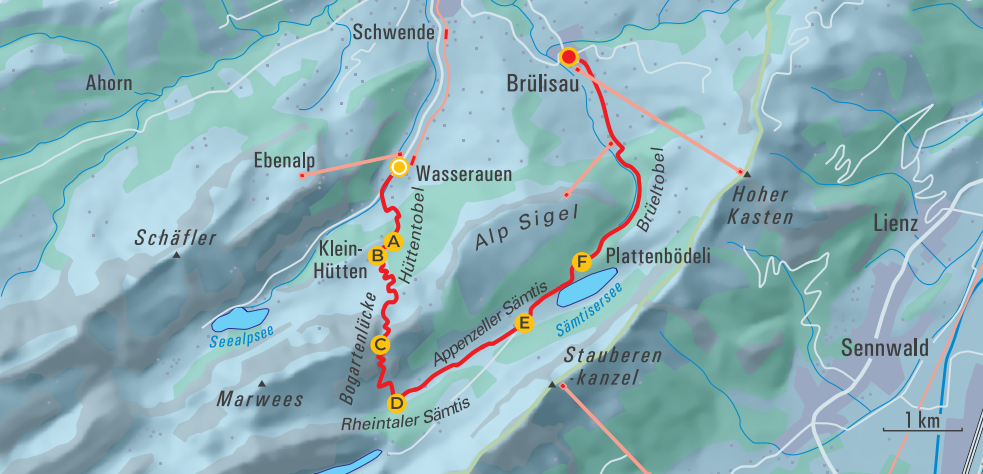 Schwende
Ahorn
Brülisau
Ebenalp
Wasserauen
Hoher
Kasten
Brüeltobel
Alp Sigel
Hüttentobel
Lienz
Schäfler
A
Klein-
Hütten
B
F
Plattenbödeli
Bogartenlücke
Appenzeller Sämtis
Sämtisersee
Seealpsee
E
C
Stauberen
-kanzel
Sennwald
Marwees
D
Rheintaler Sämtis
1 km